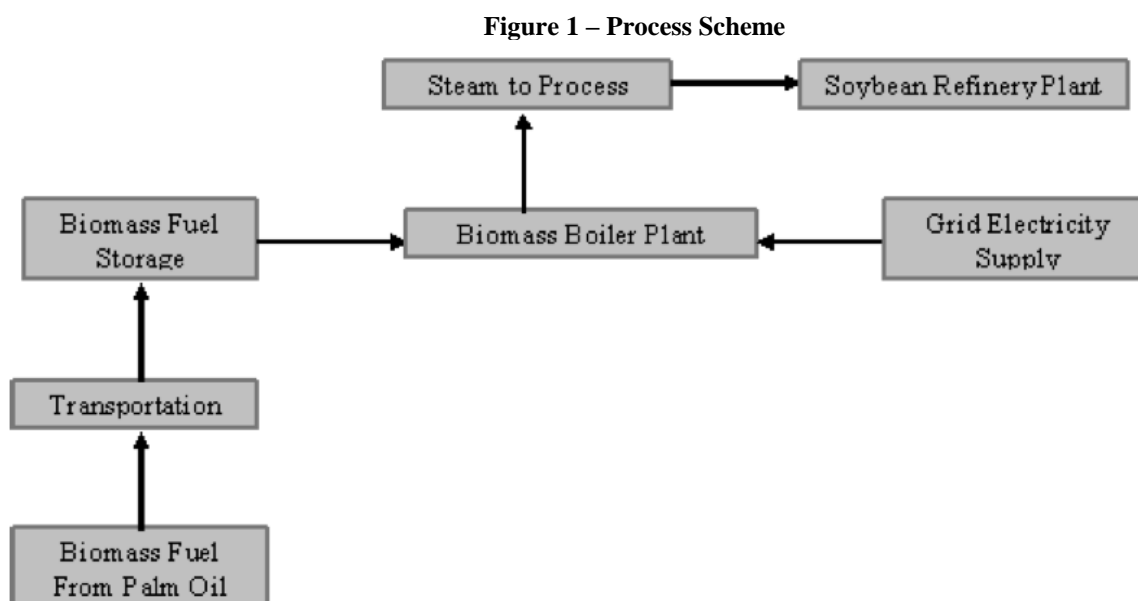 Figure 1 – Process Scheme
Steam to Process
Soybean Refinery Plant
Biomass Fuel
Storage
Biomass Boiler Plant
Grid Electricity
Supply
Transportation
Biomass Fuel
From Palm Oil